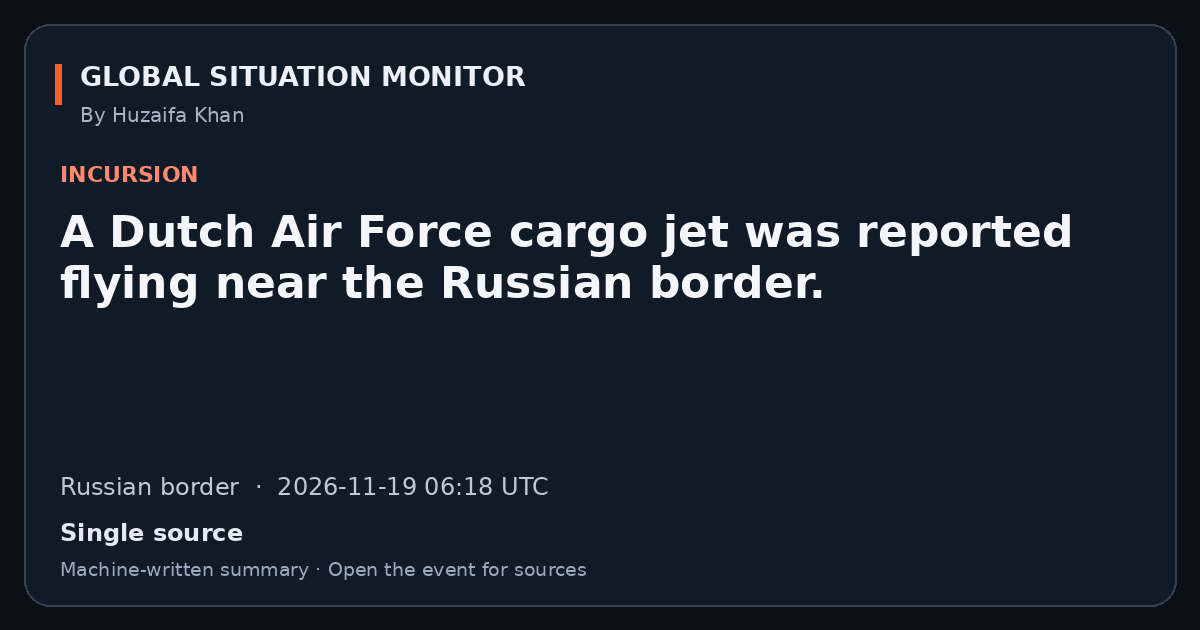 GLOBAL SITUATION MONITOR
By Huzaifa Khan
INCURSION
A Dutch Air Force cargo jet was reported
flying near the Russian border.
Russian border · 2026-11-19 06:18 UTC
Single source
Machine-written summary · Open the event for sources